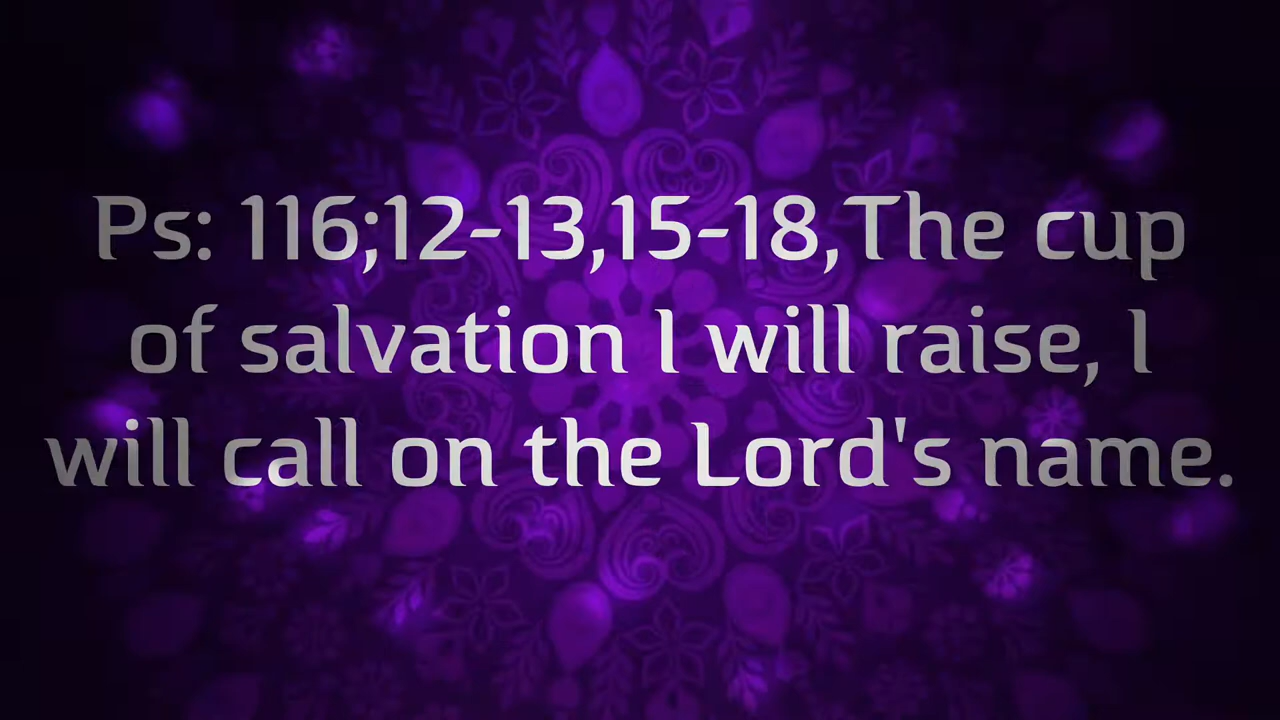 Ps: 116;12-13,15-18,The cup
of salvation I will raise, I
will call on the Lord's name.